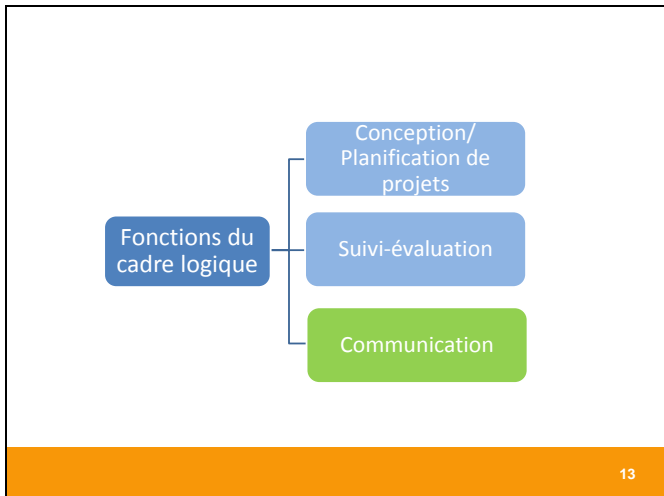 Conception/
Planification de
projets
Fonctions du
cadre logique
Suivi-évaluation
Communication
13